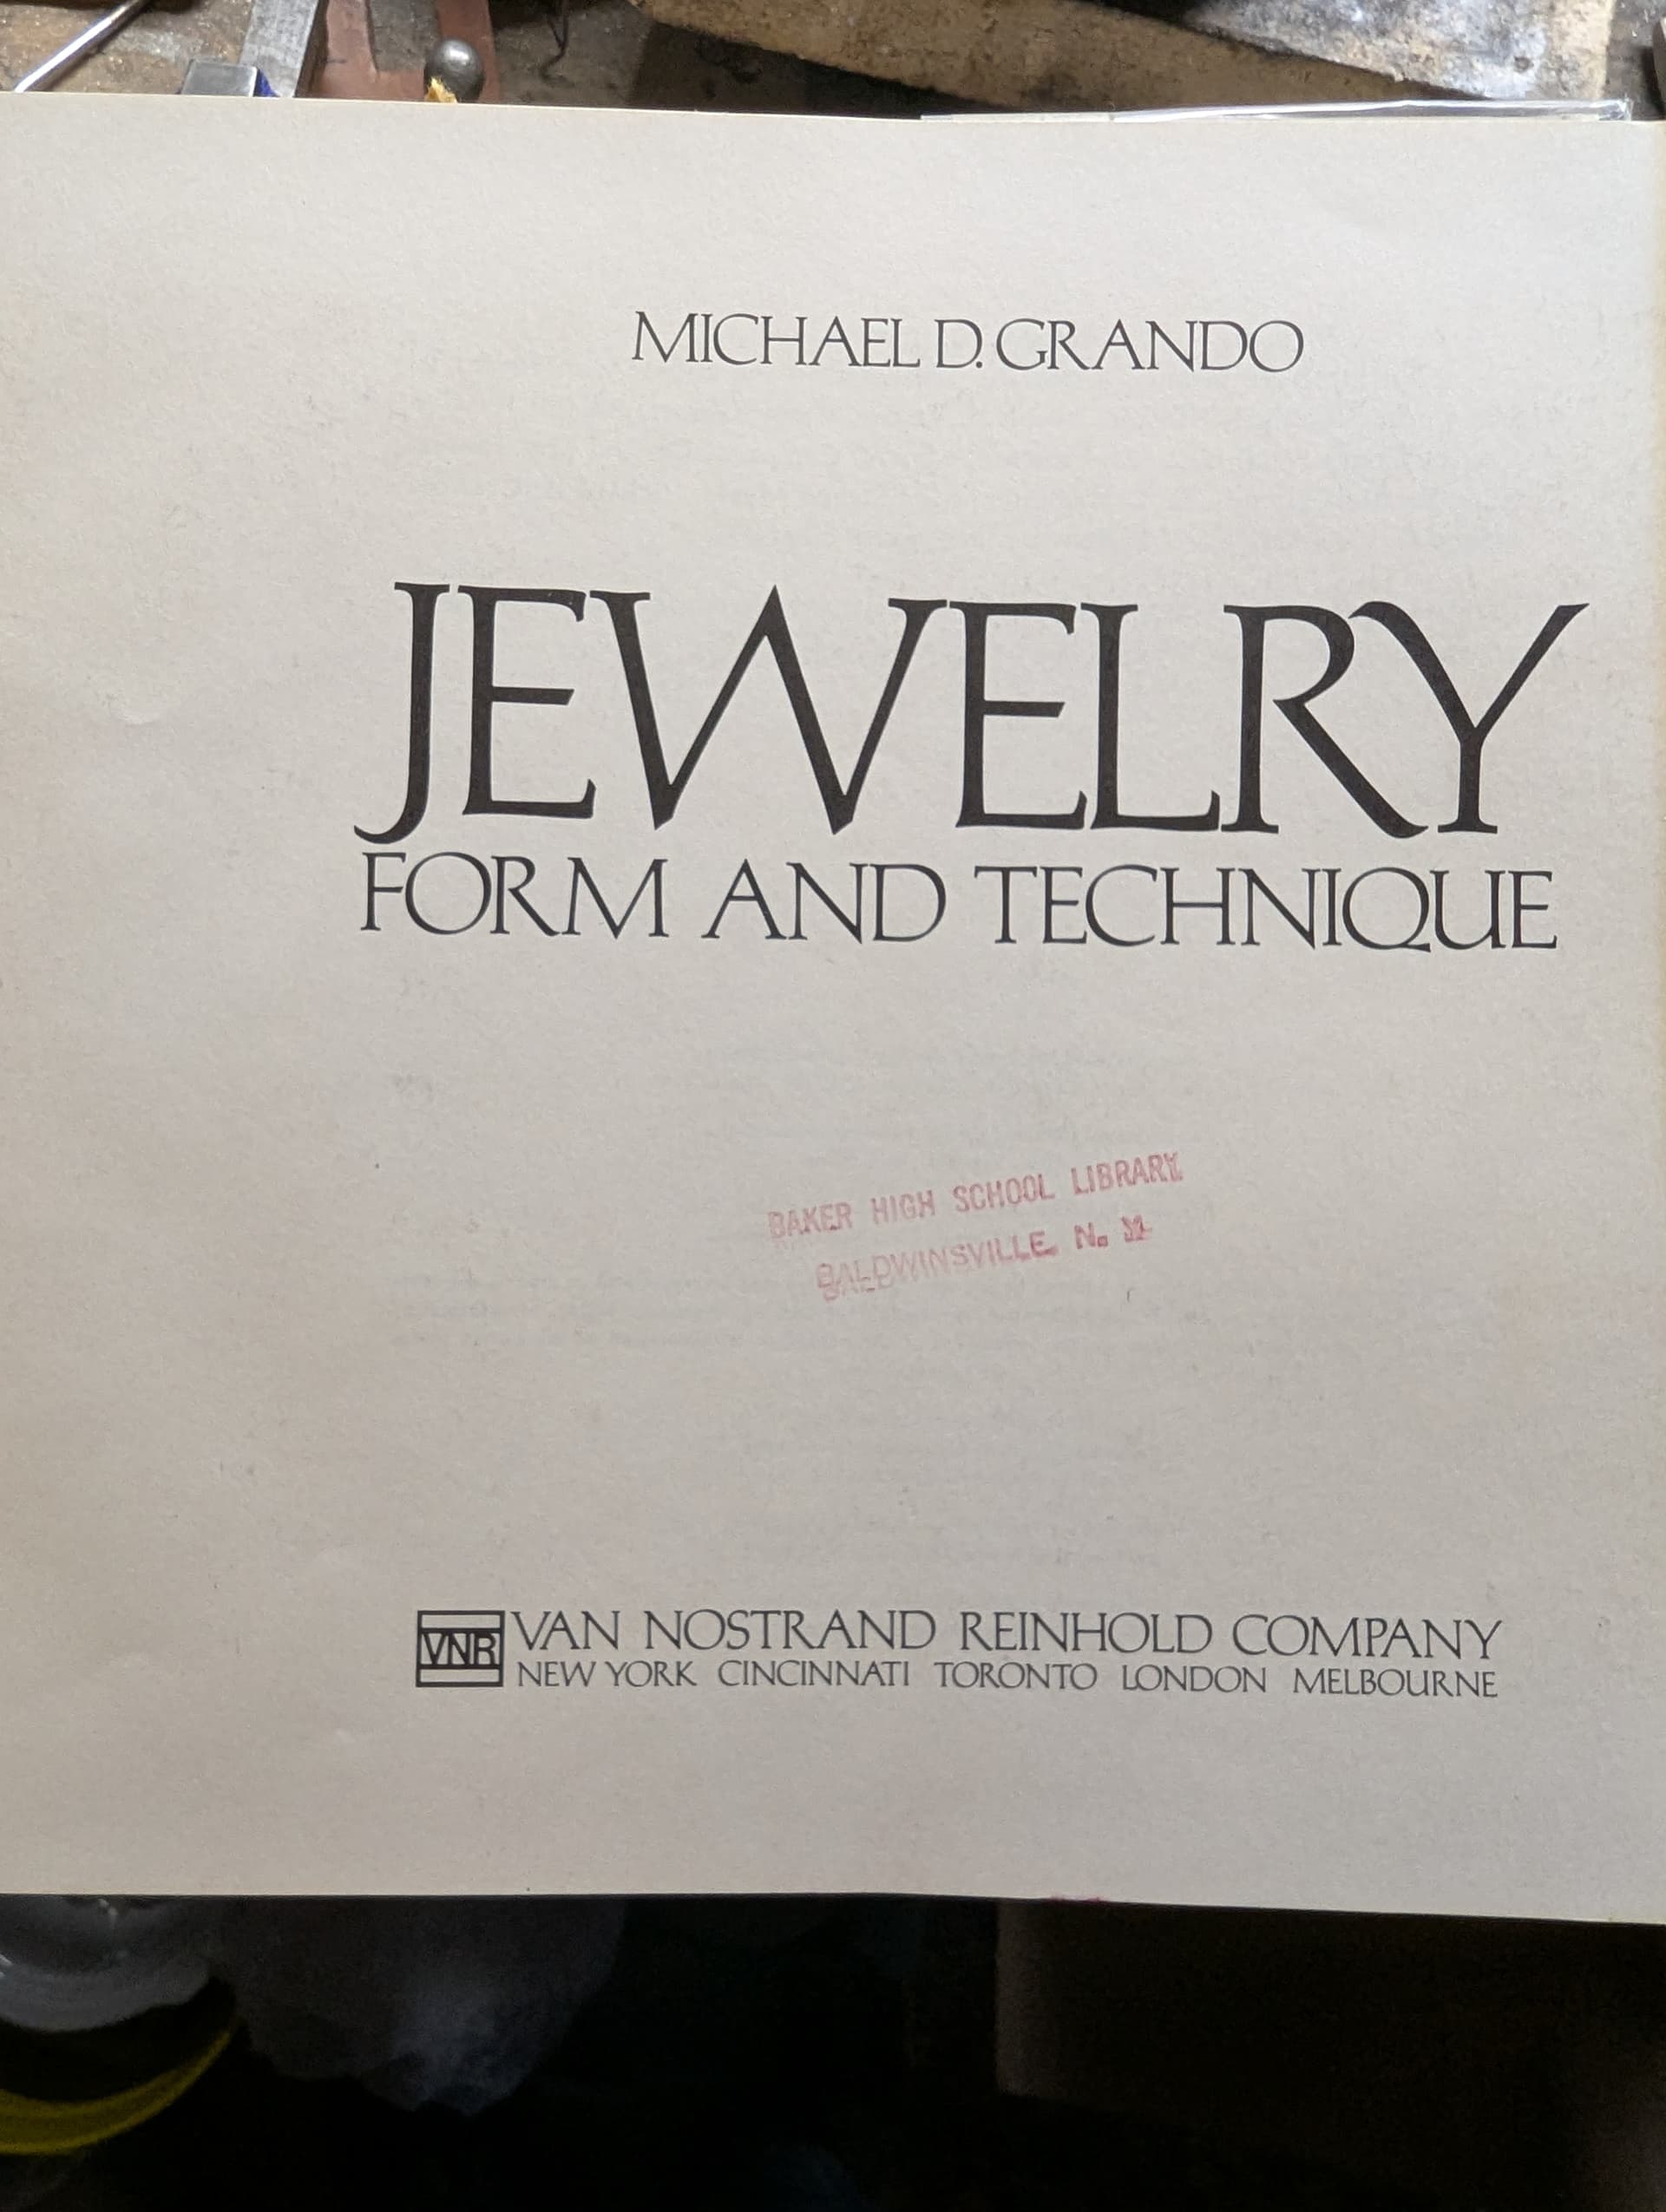 MICHAEL D. GRANDO
JEWELRY
FORM AND TECHNIQUE
BAKER HIGH SCHOOL LIBRARY
BALDWINSVILLE, N.
VNR VAN NOSTRAND REINHOLD COMPANY
NEW YORK CINCINNATI TORONTO LONDON MELBOURNE